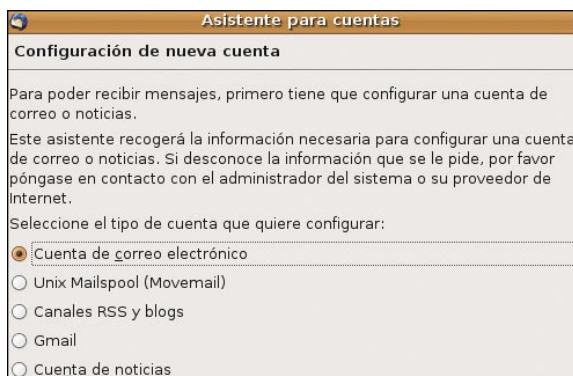 Asistente para cuentas
Configuración de nueva cuenta
Para poder recibir mensajes, primero tiene que configurar una cuenta de
correo o noticias.
Este asistente recogerá la información necesaria para configurar una cuenta
de correo o noticias. Si desconoce la información que se le pide, por favor
póngase en contacto con el administrador del sistema o su proveedor de
Internet.
Seleccione el tipo de cuenta que quiere configurar:
Cuenta de correo electrónico
Unix Mailspool (Movemail)
Canales RSS y blogs
Gmail
Cuenta de noticias